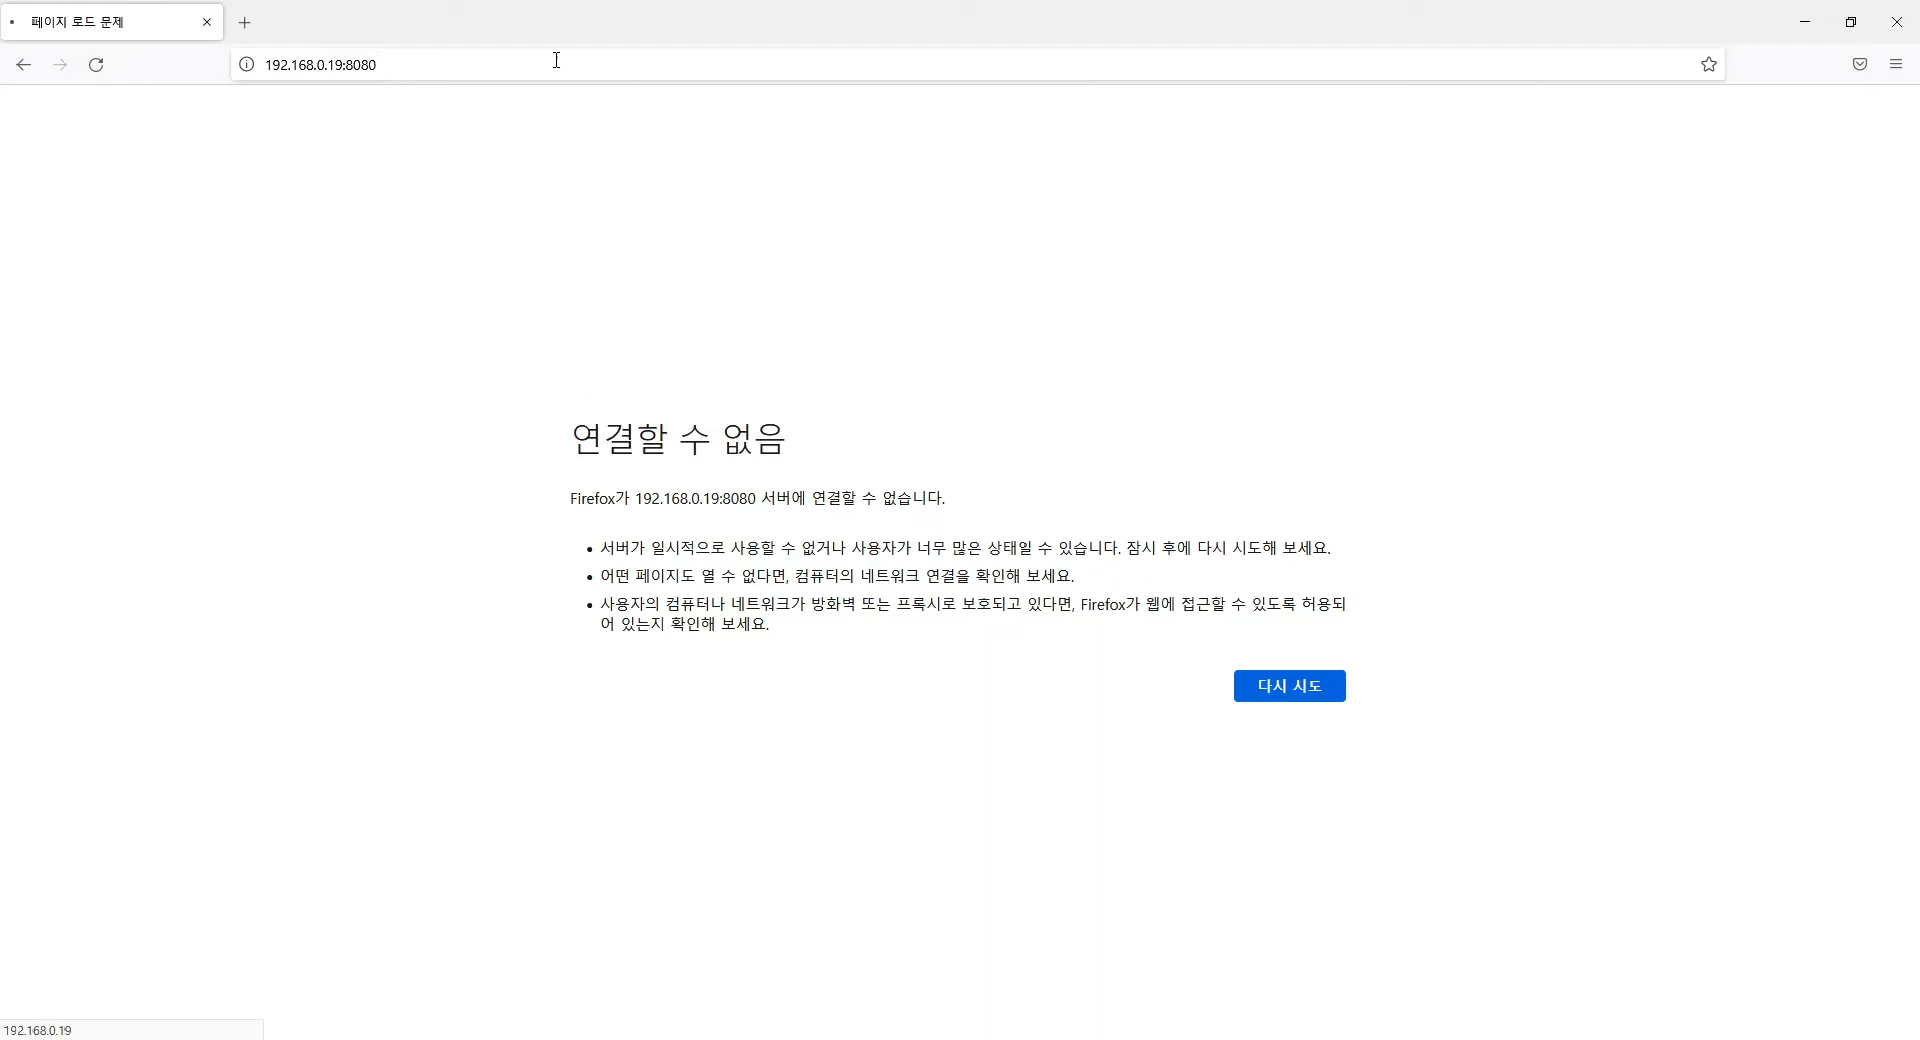 페이지 로드 문제
192.168.0.19:8080
연결할 수 없음
Firefox가 192.168.0.19:8080 서버에 연결할 수 없습니다.
서버가 일시적으로 사용할 수 없거나 사용자가 너무 많은 상태일 수 있습니다. 잠시 후에 다시 시도해 보세요.
어떤 페이지도 열 수 없다면, 컴퓨터의 네트워크 연결을 확인해 보세요.
사용자의 컴퓨터나 네트워크가 방화벽 또는 프록시로 보호되고 있다면, Firefox가 웹에 접근할 수 있도록 허용되
어 있는지 확인해 보세요.
다시 시도
192.168.0.19